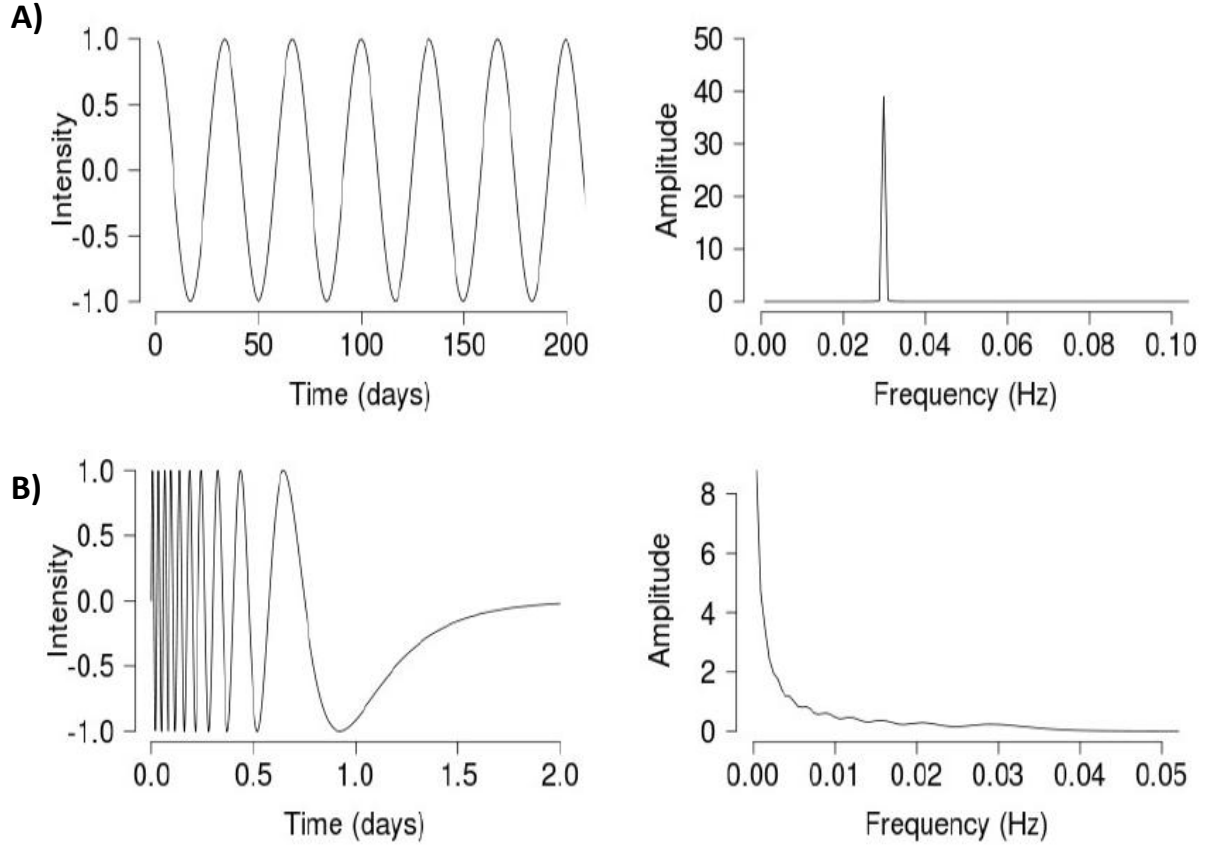 A)
Intensity
1.0
0.5
0.0
-0.5
-1.0
0 50 100 150 200
Time (days)
Amplitude
50
40
30
20
10
0
0.00 0.02 0.04 0.06 0.08 0.10
Frequency (Hz)
B)
Intensity
1.0
0.5
0.0
-0.5
-1.0
0.0 0.5 1.0 1.5 2.0
Time (days)
Amplitude
8
6
4
2
0
0.00 0.01 0.02 0.03 0.04 0.05
Frequency (Hz)